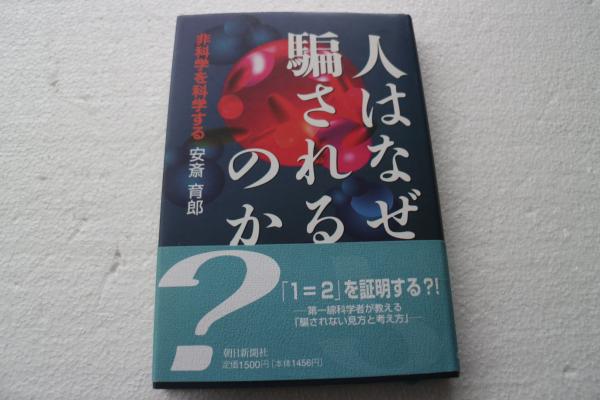 人はなぜ
騙される
のか
非科学を科学する
安斎 育郎
?
「1=2」を証明する?!
──第一線科学者が教える
「騙されない見方と考え方」──
朝日新聞社
定価1500円[本体1456円]